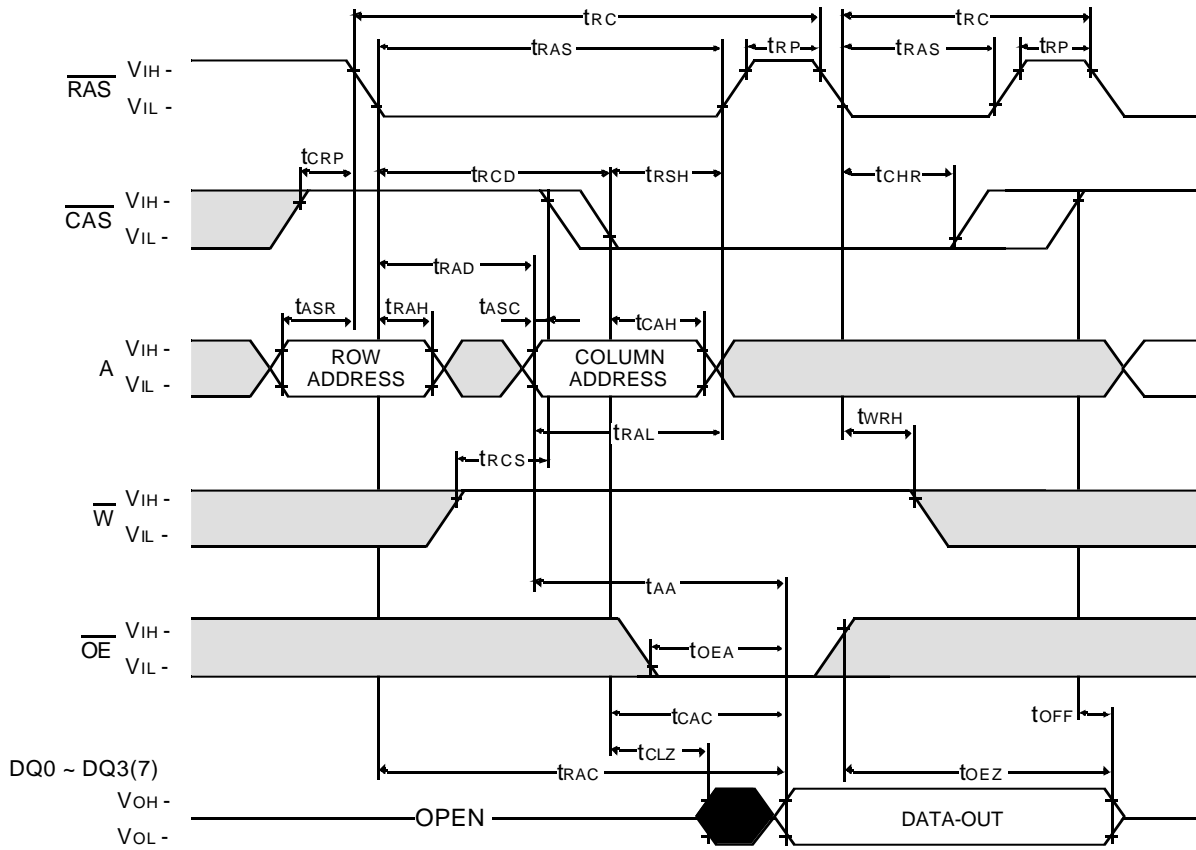 tRC tRC
tRAS tRP tRAS tRP
RAS VIH -
VIL -
tCRP tRCD tRSH tCHR
CAS VIH -
VIL -
tRAD
tASR tRAH tASC tCAH
A VIH -
VIL -
ROW ADDRESS
COLUMN ADDRESS
tWRH
tRAL
tRCS
W VIH -
VIL -
tAA
OE VIH -
VIL -
tOEA
tCAC tOFF
tCLZ
DQ0 ~ DQ3(7)
tRAC tOEZ
VOH -
VOL -
OPEN DATA-OUT